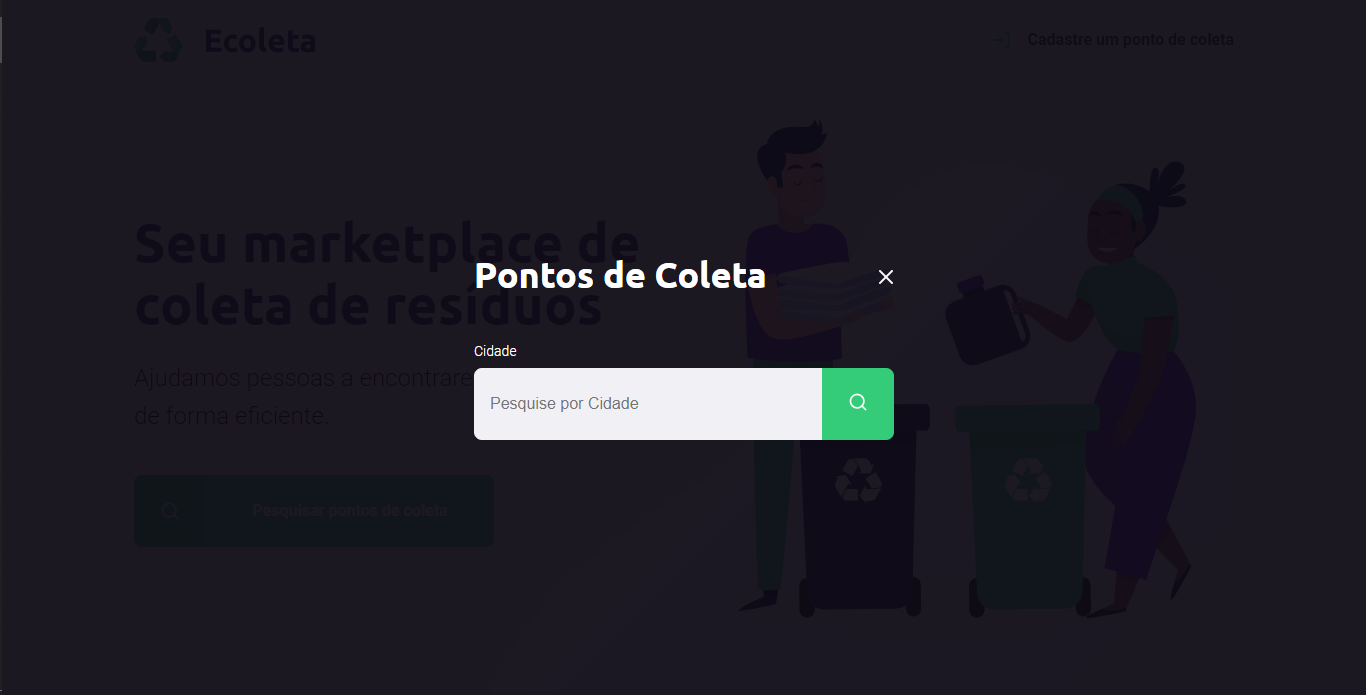 Ecoleta
Cadastre um ponto de coleta
Seu marketplace de
coleta de resíduos
Ajudamos pessoas a encontrare
de forma eficiente.
Pesquisar pontos de coleta
Pontos de Coleta
Cidade
Pesquise por Cidade